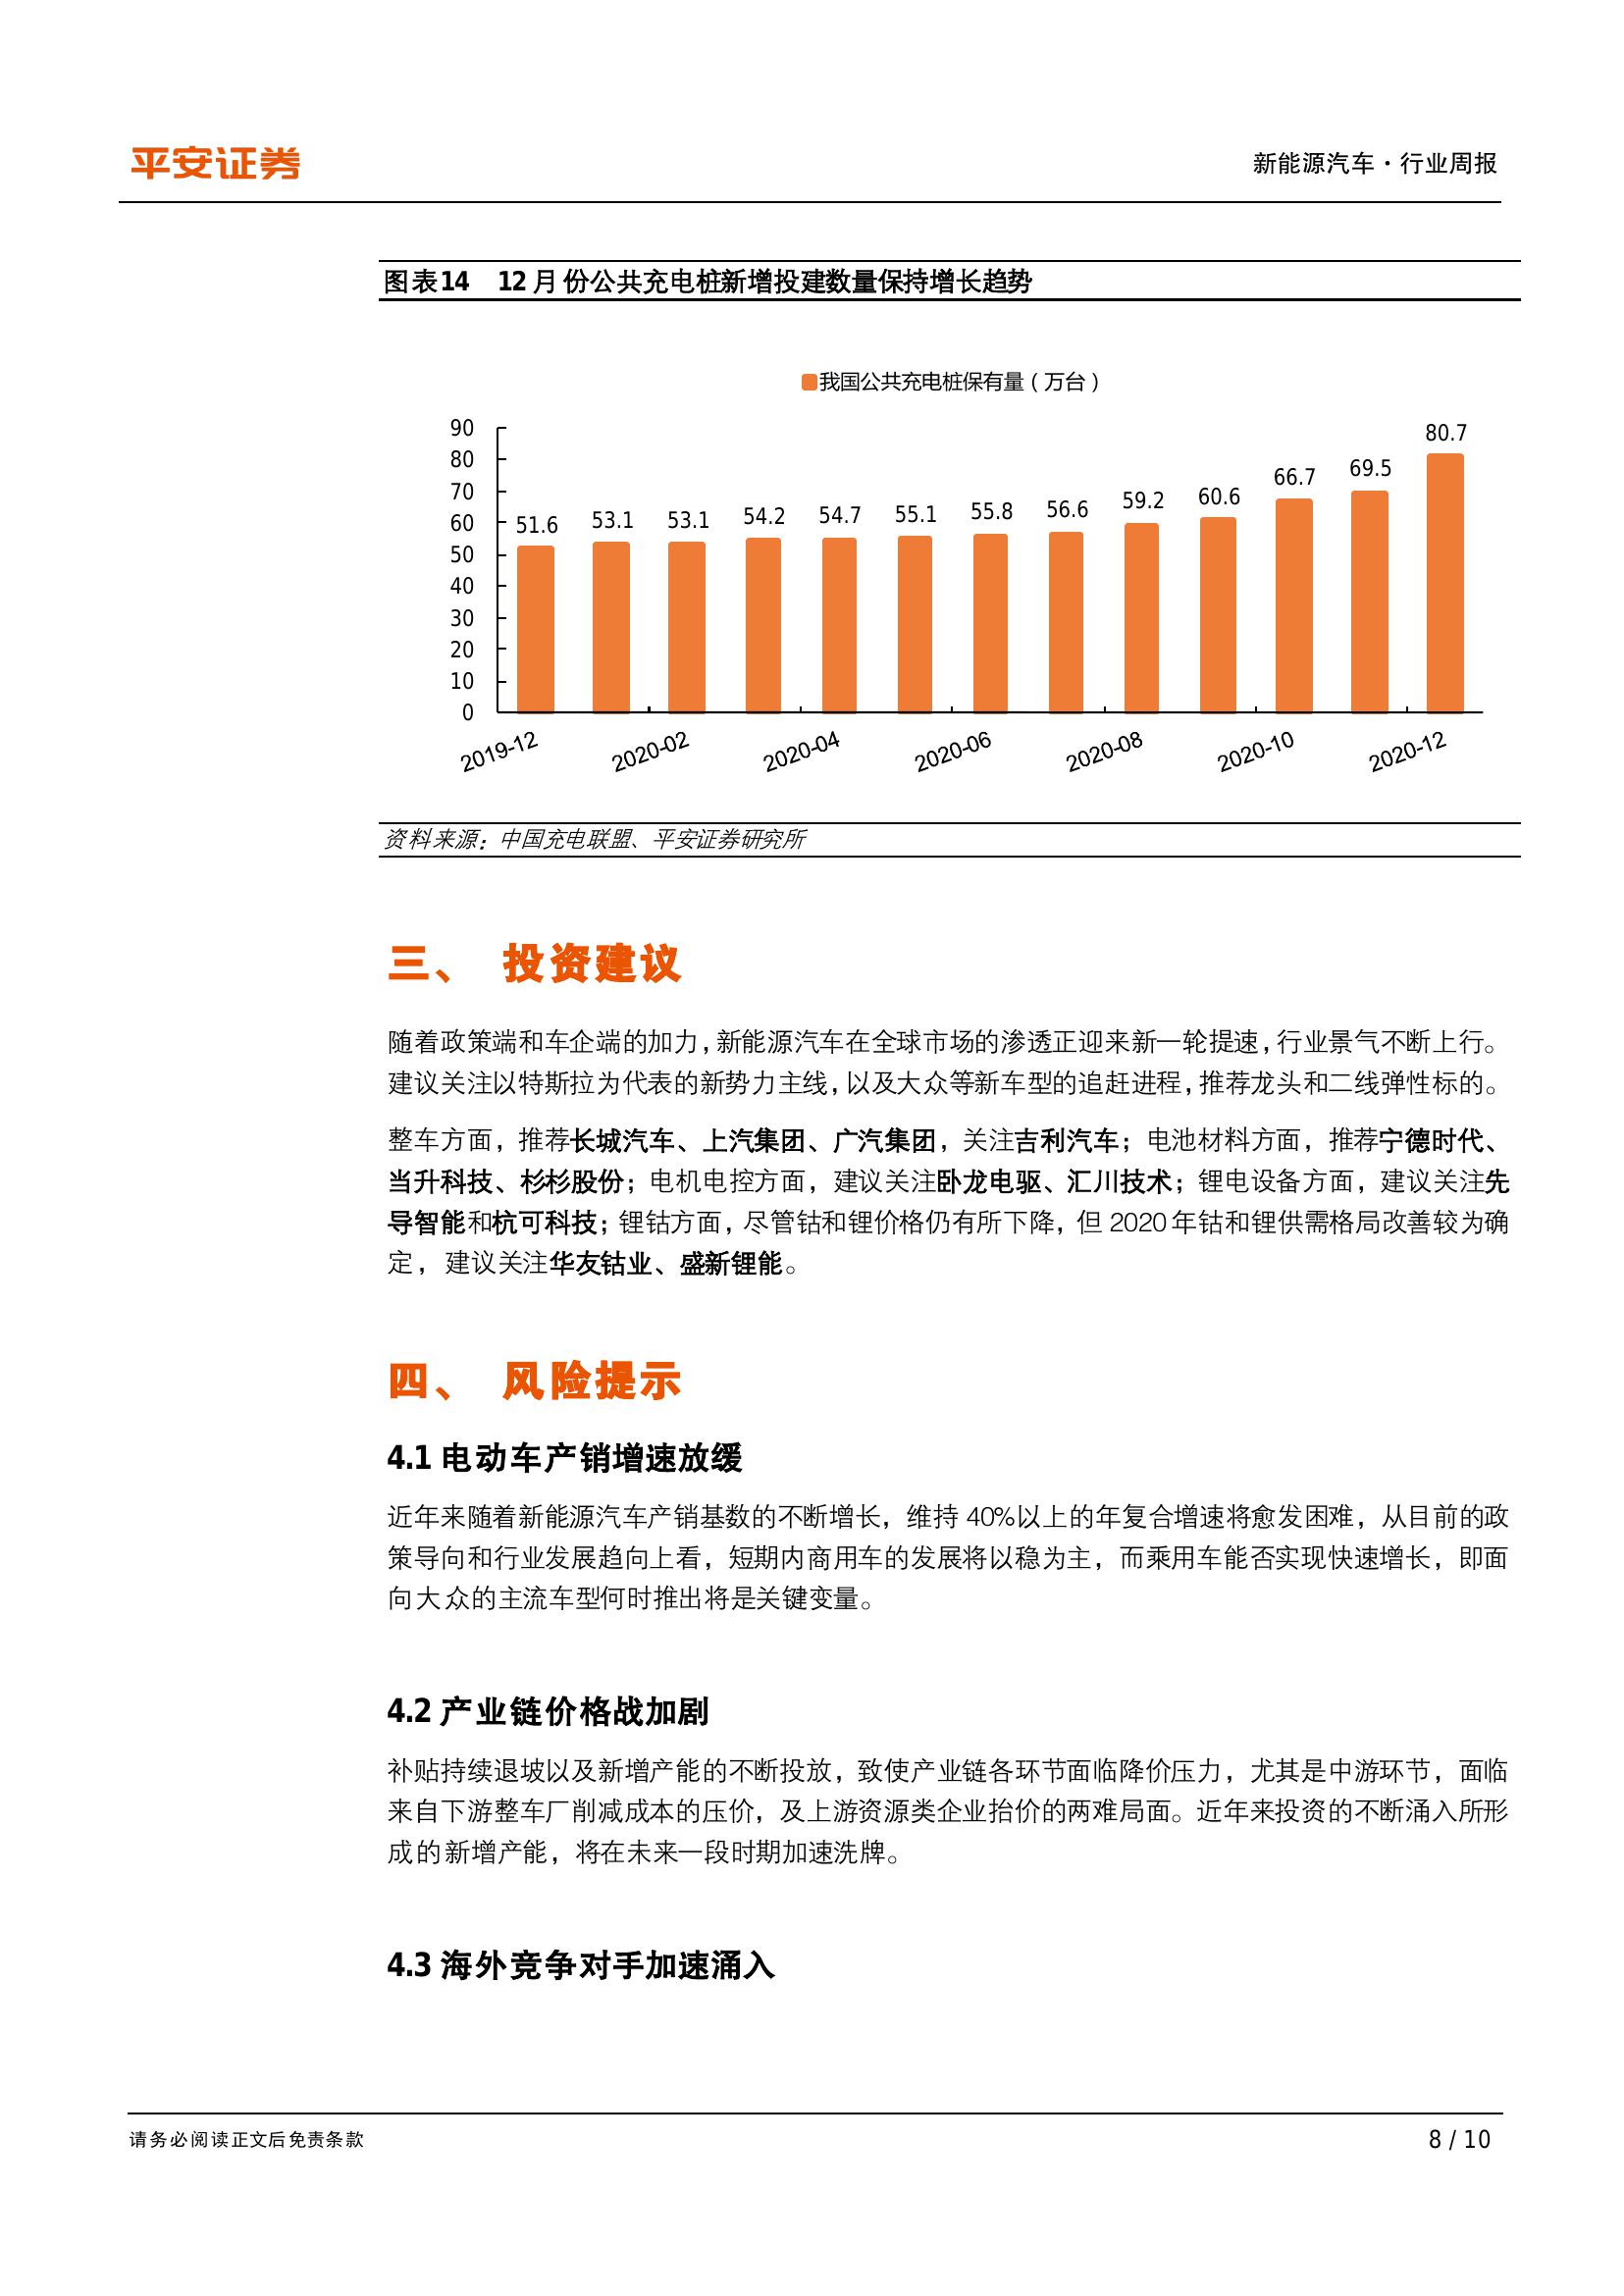 平安证券
新能源汽车·行业周报
图表14 12月份公共充电桩新增投建数量保持增长趋势
我国公共充电桩保有量（万台）
90
80
70
60
50
40
30
20
10
0
51.6
53.1
53.1
54.2
54.7
55.1
55.8
56.6
59.2
60.6
66.7
69.5
80.7
2019-12
2020-02
2020-04
2020-06
2020-08
2020-10
2020-12
资料来源：中国充电联盟、平安证券研究所
三、 投资建议
随着政策端和车企端的加力，新能源汽车在全球市场的渗透正迎来新一轮提速，行业景气不断上行。
建议关注以特斯拉为代表的新势力主线，以及大众等新车型的追赶进程，推荐龙头和二线弹性标的。
整车方面，推荐长城汽车、上汽集团、广汽集团，关注吉利汽车；电池材料方面，推荐宁德时代、
当升科技、杉杉股份；电机电控方面，建议关注卧龙电驱、汇川技术；锂电设备方面，建议关注先
导智能和杭可科技；锂钴方面，尽管钴和锂价格仍有所下降，但 2020 年钴和锂供需格局改善较为确
定，建议关注华友钴业、盛新锂能。
四、 风险提示
4.1 电动车产销增速放缓
近年来随着新能源汽车产销基数的不断增长，维持 40%以上的年复合增速将愈发困难，从目前的政
策导向和行业发展趋向上看，短期内商用车的发展将以稳为主，而乘用车能否实现快速增长，即面
向大众的主流车型何时推出将是关键变量。
4.2 产业链价格战加剧
补贴持续退坡以及新增产能的不断投放，致使产业链各环节面临降价压力，尤其是中游环节，面临
来自下游整车厂削减成本的压价，及上游资源类企业抬价的两难局面。近年来投资的不断涌入所形
成的新增产能，将在未来一段时期加速洗牌。
4.3 海外竞争对手加速涌入
请务必阅读正文后免责条款
8 / 10